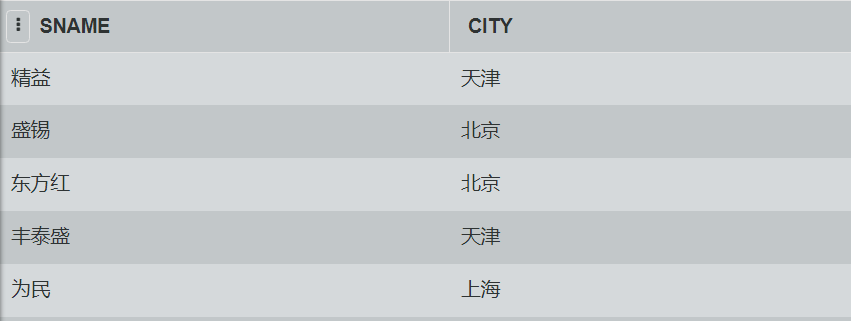 SNAME CITY
精益 天津
盛锡 北京
东方红 北京
丰泰盛 天津
为民 上海